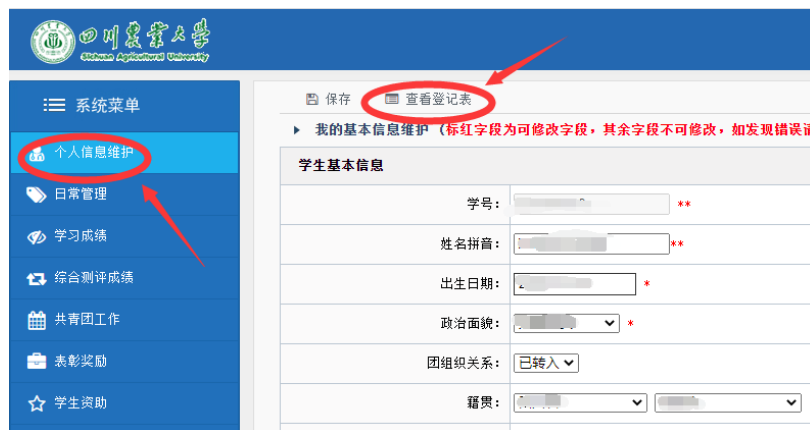 四川农业大学
Sichuan Agricultural University
系统菜单
个人信息维护
日常管理
学习成绩
综合测评成绩
共青团工作
表彰奖励
学生资助
保存 查看登记表
我的基本信息维护（标红字段为可修改字段，其余字段不可修改，如发现错误请
学生基本信息
学号： **
姓名拼音： **
出生日期： *
政治面貌： *
团组织关系： 已转入
籍贯：